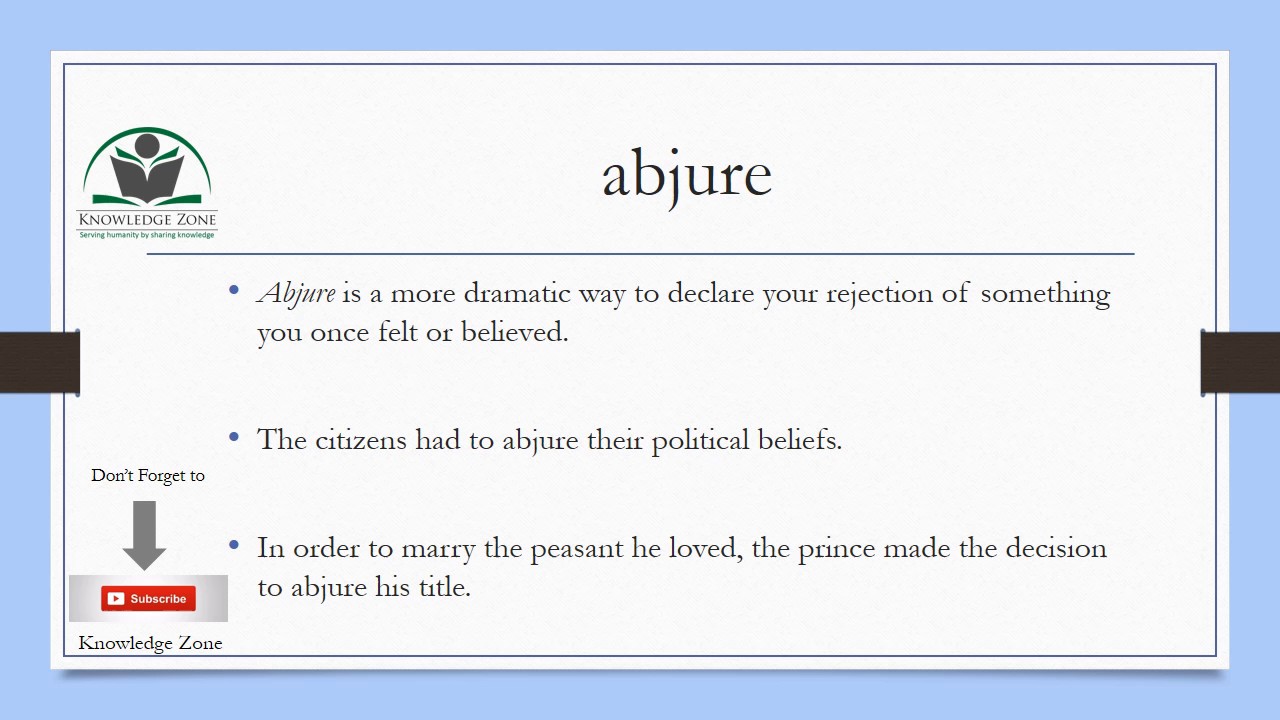 abjure
KNOWLEDGE ZONE
Serving humanity by sharing knowledge
• Abjure is a more dramatic way to declare your rejection of something
you once felt or believed.
• The citizens had to abjure their political beliefs.
• In order to marry the peasant he loved, the prince made the decision
to abjure his title.
Don't Forget to
Subscribe
Knowledge Zone